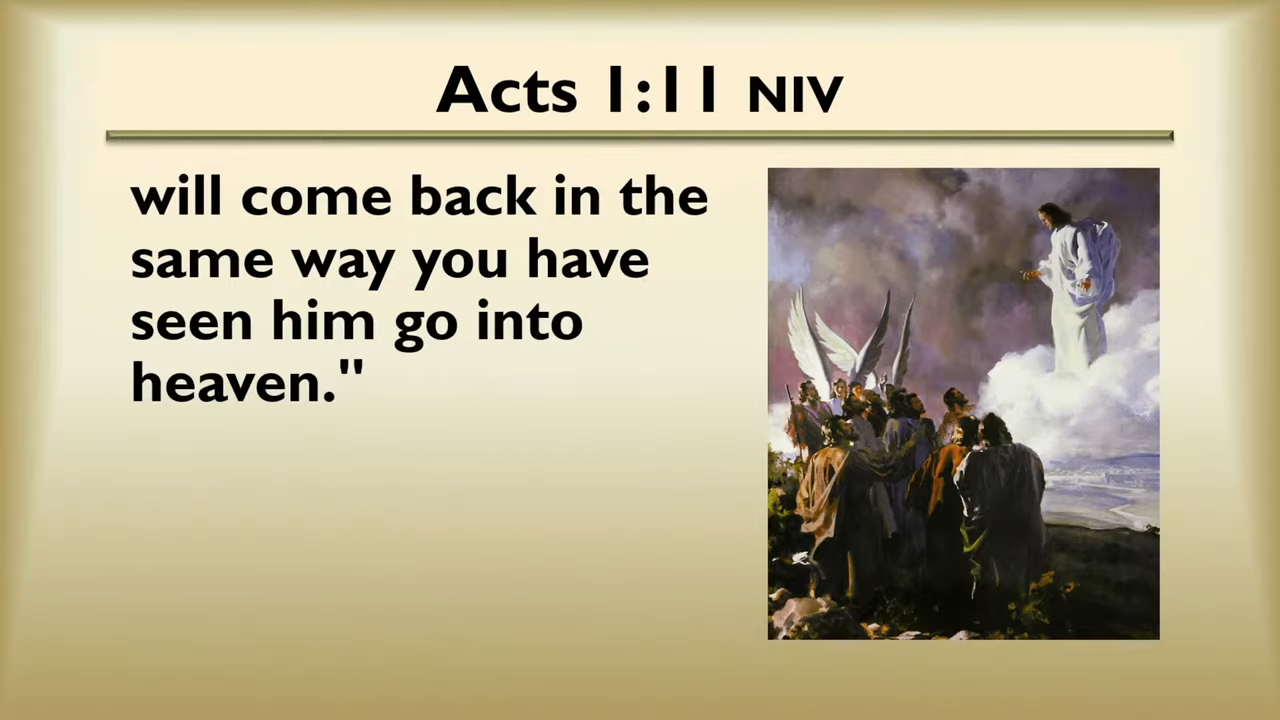 Acts 1:11 NIV
will come back in the
same way you have
seen him go into
heaven."